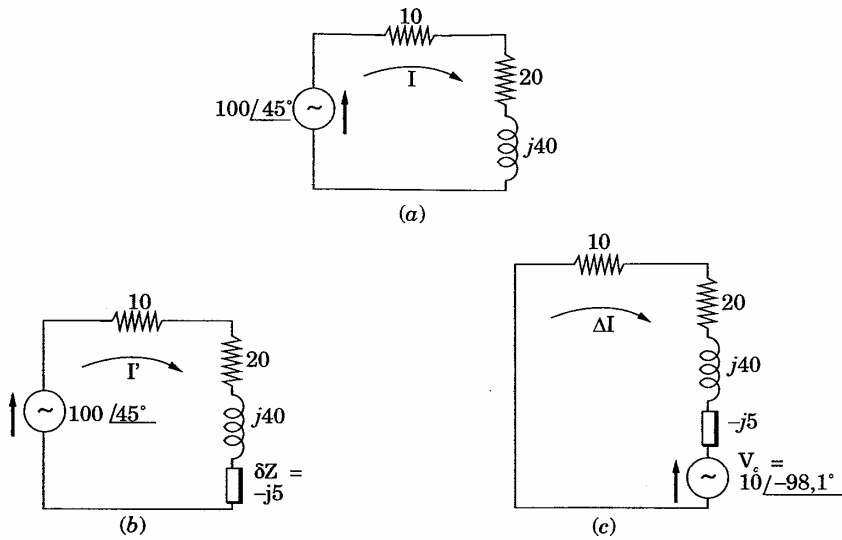 10
20
100/45°
I
j40
(a)
10
20
I'
100 /45°
j40
δZ =
–j5
(b)
10
20
ΔI
j40
–j5
V_c =
10/–98,1°
(c)